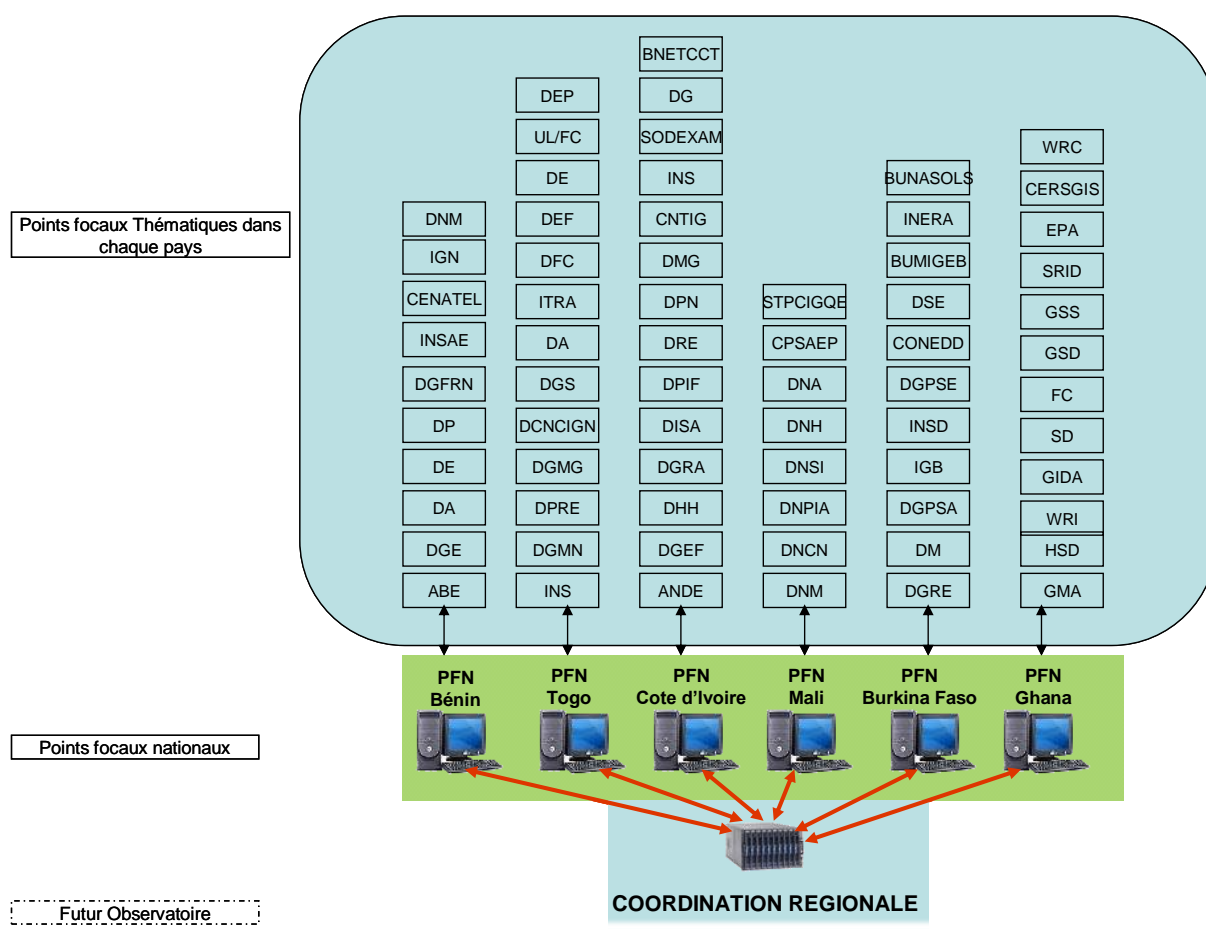 Points focaux Thématiques dans
chaque pays
DNM
IGN
CENATEL
INSAE
DGFRN
DP
DE
DA
DGE
ABE
DEP
UL/FC
DE
DEF
DFC
ITRA
DA
DGS
DCNCIGN
DGMG
DPRE
DGMN
INS
BNETCCT
DG
SODEXAM
INS
CNTIG
DMG
DPN
DRE
DPIF
DISA
DGRA
DHH
DGEF
ANDE
STPCIGQE
CPSAEP
DNA
DNH
DNSI
DNPIA
DNCN
DNM
BUNASOLS
INERA
BUMIGEB
DSE
CONEDD
DGPSE
INSD
IGB
DGPSA
DM
DGRE
WRC
CERSGIS
EPA
SRID
GSS
GSD
FC
SD
GIDA
WRI
HSD
GMA
PFN
Bénin
PFN
Togo
PFN
Cote d'Ivoire
PFN
Mali
PFN
Burkina Faso
PFN
Ghana
Points focaux nationaux
COORDINATION REGIONALE
Futur Observatoire